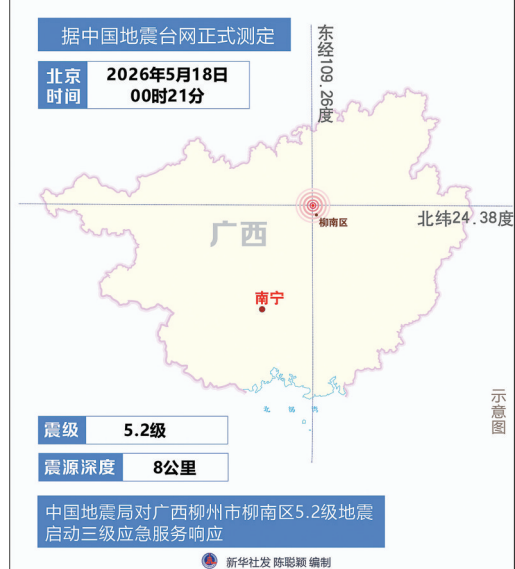 据中国地震台网正式测定
北京时间
2026年5月18日
00时21分
东经109.26度
北纬24.38度
柳南区
广西
南宁
北部湾
示意图
震级
5.2级
震源深度
8公里
中国地震局对广西柳州市柳南区5.2级地震
启动三级应急服务响应
新华社发 陈聪颖 编制